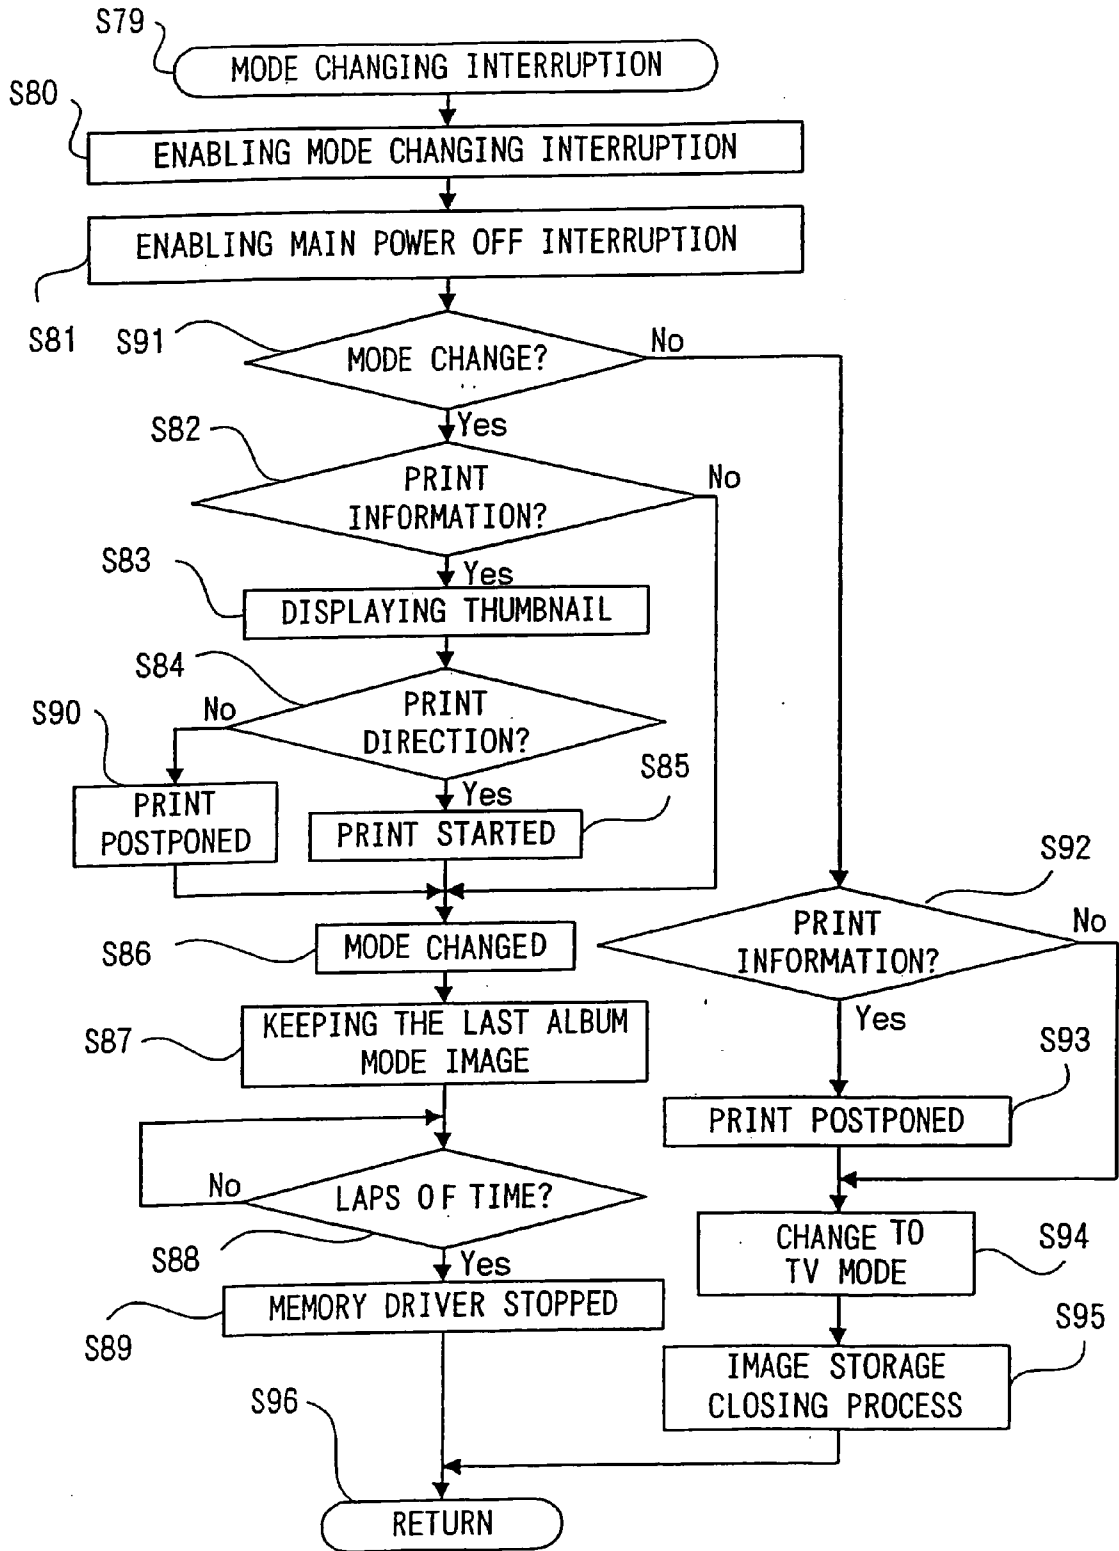 S79
MODE CHANGING INTERRUPTION
S80
ENABLING MODE CHANGING INTERRUPTION
ENABLING MAIN POWER OFF INTERRUPTION
S81
S91
MODE CHANGE?
No
Yes
S82
PRINT
INFORMATION?
No
Yes
S83
DISPLAYING THUMBNAIL
S84
PRINT
DIRECTION?
No
S90
PRINT
POSTPONED
Yes
S85
PRINT STARTED
S86
MODE CHANGED
S87
KEEPING THE LAST ALBUM
MODE IMAGE
LAPS OF TIME?
No
S88
Yes
MEMORY DRIVER STOPPED
S89
S92
PRINT
INFORMATION?
No
Yes
S93
PRINT POSTPONED
CHANGE TO
TV MODE
S94
S95
IMAGE STORAGE
CLOSING PROCESS
S96
RETURN